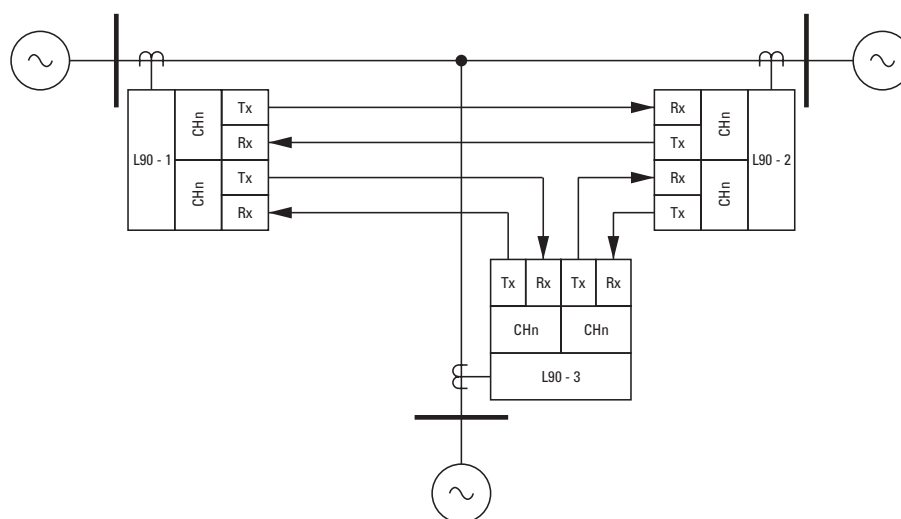 L90 - 1
CHn
CHn
Tx
Rx
Tx
Rx
Rx
Tx
Rx
Tx
CHn
CHn
L90 - 2
Tx
Rx
Tx
Rx
CHn
CHn
L90 - 3